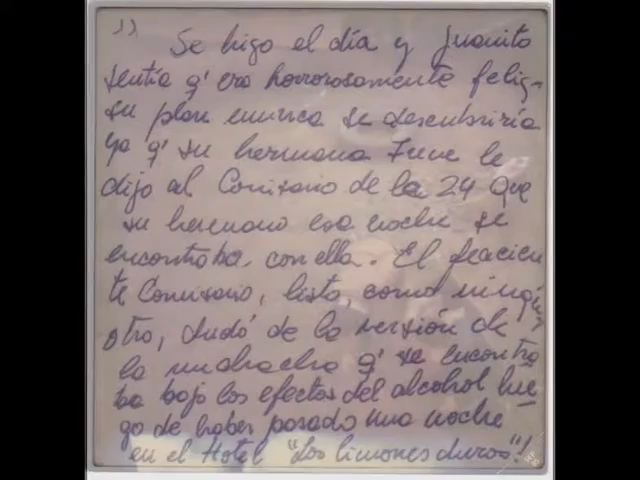 11
Se hizo el día y Juanito
sentía q' era horrorosamente feliz-
su plan nunca se descubriría
ya q' su hermana Irene le
dijo al Comisario de la 24 que
su hermano esa noche se
encontraba con ella. El pacien
te Comisario, listo, como ningún
otro, dudó de la versión de
la muchacha q' se encontra
ba bajo los efectos del alcohol lue-
go de haber pasado una noche
en el Hotel "Los limones duros"!